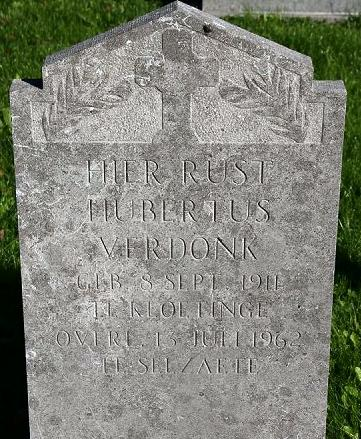 HIER RUST
HUBERTUS
VERDONK
GEB. 8 SEPT. 1911
TE KLOETINGE
OVERL. 13 JULI 1962
TE SELZAETE